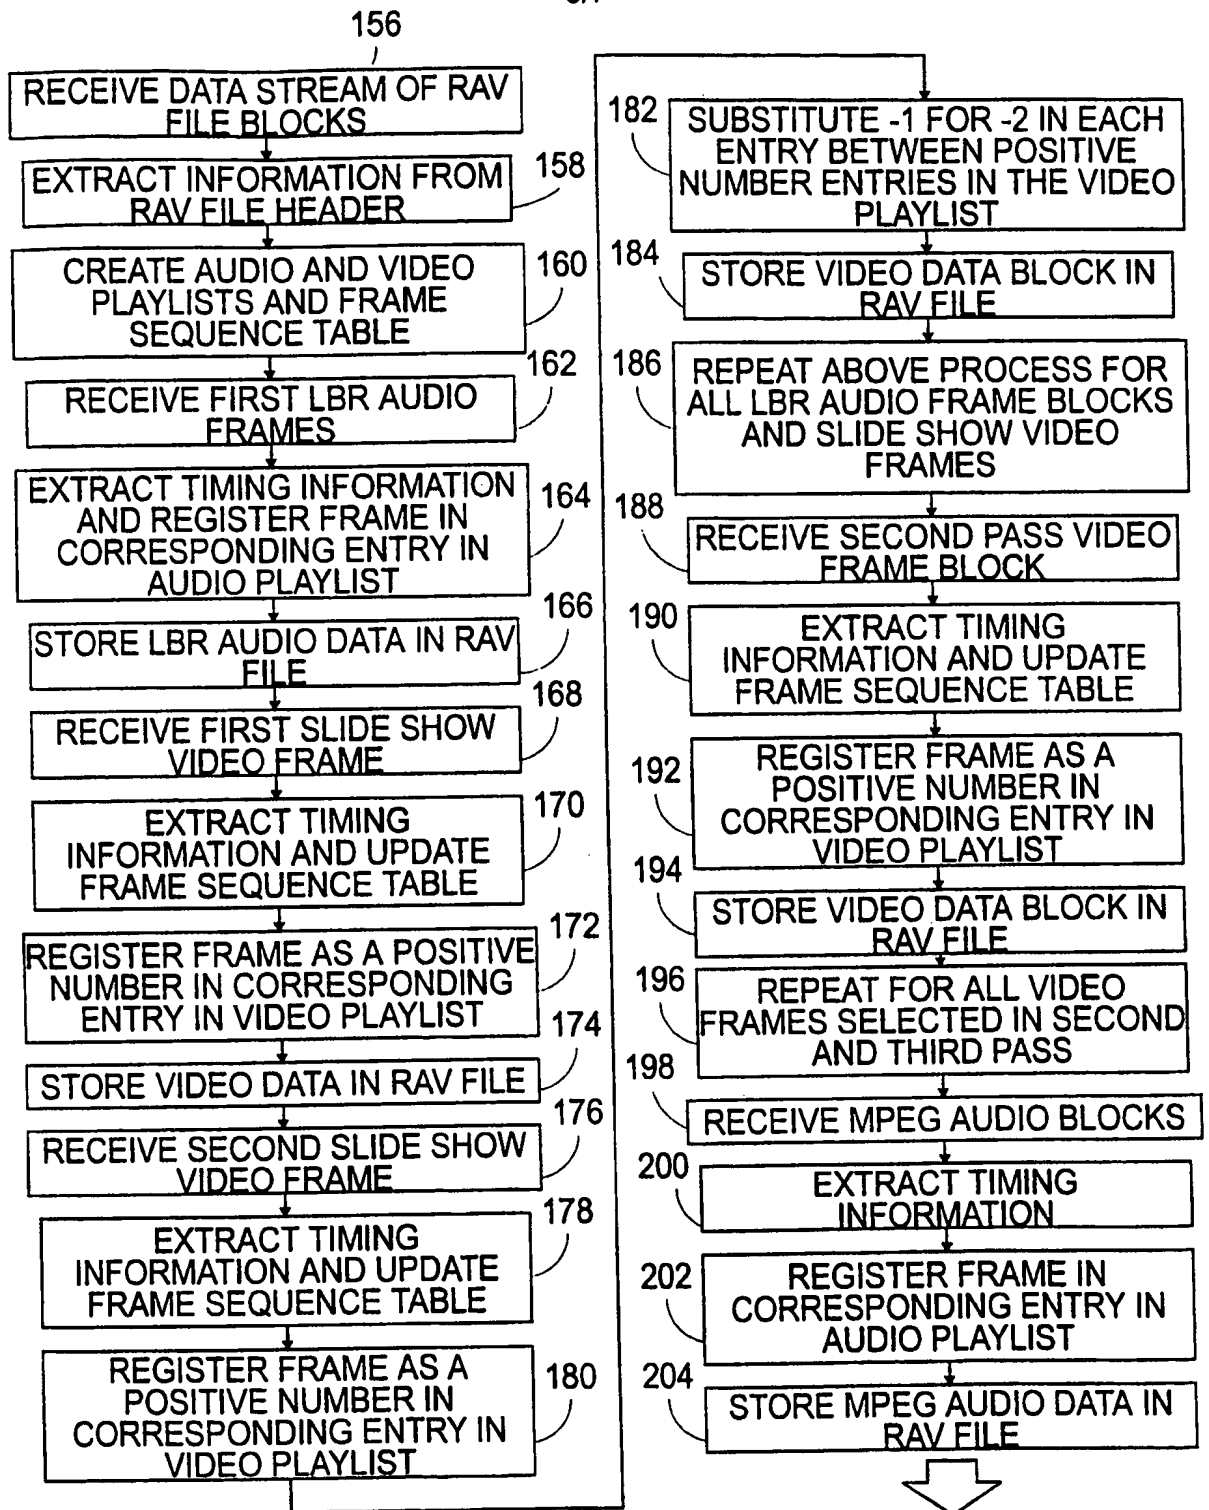 156
RECEIVE DATA STREAM OF RAV
FILE BLOCKS
EXTRACT INFORMATION FROM
RAV FILE HEADER
158
CREATE AUDIO AND VIDEO
PLAYLISTS AND FRAME
SEQUENCE TABLE
160
RECEIVE FIRST LBR AUDIO
FRAMES
162
EXTRACT TIMING INFORMATION
AND REGISTER FRAME IN
CORRESPONDING ENTRY IN
AUDIO PLAYLIST
164
STORE LBR AUDIO DATA IN RAV
FILE
166
RECEIVE FIRST SLIDE SHOW
VIDEO FRAME
168
EXTRACT TIMING
INFORMATION AND UPDATE
FRAME SEQUENCE TABLE
170
REGISTER FRAME AS A POSITIVE
NUMBER IN CORRESPONDING
ENTRY IN VIDEO PLAYLIST
172
STORE VIDEO DATA IN RAV FILE
174
RECEIVE SECOND SLIDE SHOW
VIDEO FRAME
176
EXTRACT TIMING
INFORMATION AND UPDATE
FRAME SEQUENCE TABLE
178
REGISTER FRAME AS A
POSITIVE NUMBER IN
CORRESPONDING ENTRY IN
VIDEO PLAYLIST
180
182
SUBSTITUTE -1 FOR -2 IN EACH
ENTRY BETWEEN POSITIVE
NUMBER ENTRIES IN THE VIDEO
PLAYLIST
184
STORE VIDEO DATA BLOCK IN
RAV FILE
186
REPEAT ABOVE PROCESS FOR
ALL LBR AUDIO FRAME BLOCKS
AND SLIDE SHOW VIDEO
FRAMES
188
RECEIVE SECOND PASS VIDEO
FRAME BLOCK
190
EXTRACT TIMING
INFORMATION AND UPDATE
FRAME SEQUENCE TABLE
192
REGISTER FRAME AS A
POSITIVE NUMBER IN
CORRESPONDING ENTRY IN
VIDEO PLAYLIST
194
STORE VIDEO DATA BLOCK IN
RAV FILE
196
REPEAT FOR ALL VIDEO
FRAMES SELECTED IN SECOND
AND THIRD PASS
198
RECEIVE MPEG AUDIO BLOCKS
200
EXTRACT TIMING
INFORMATION
202
REGISTER FRAME IN
CORRESPONDING ENTRY IN
AUDIO PLAYLIST
204
STORE MPEG AUDIO DATA IN
RAV FILE